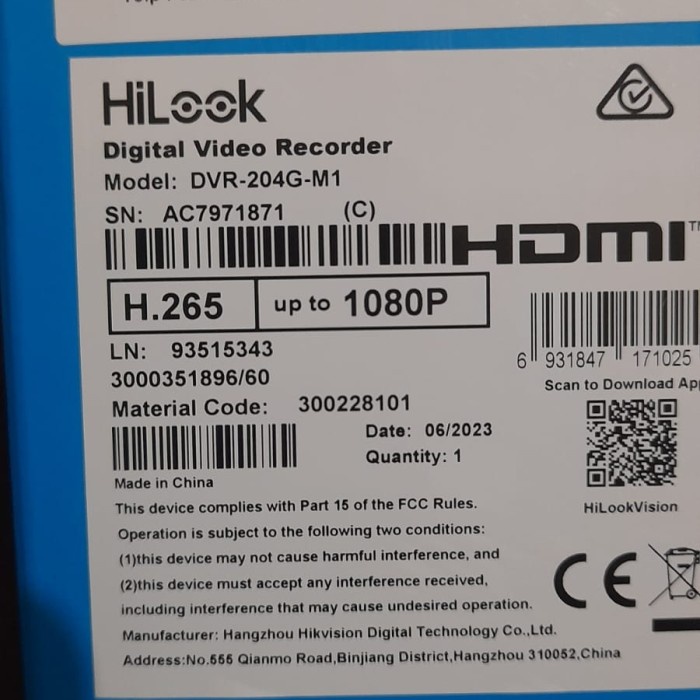 HiLook
Digital Video Recorder
Model: DVR-204G-M1
SN: AC7971871 (C)
HDMI™
H.265 up to 1080P
LN: 93515343
3000351896/60
6 931847 171025
Scan to Download Ap
Material Code: 300228101
Date: 06/2023
Quantity: 1
Made in China
HiLookVision
This device complies with Part 15 of the FCC Rules.
Operation is subject to the following two conditions:
(1)this device may not cause harmful interference, and
(2)this device must accept any interference received,
including interference that may cause undesired operation.
CE
Manufacturer: Hangzhou Hikvision Digital Technology Co.,Ltd.
Address:No.555 Qianmo Road,Binjiang District,Hangzhou 310052,China